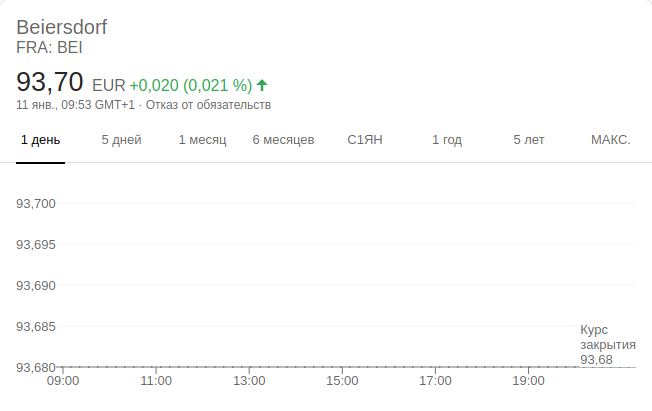 Beiersdorf
FRA: BEI
93,70 EUR +0,020 (0,021 %)
11 янв., 09:53 GMT+1 · Отказ от обязательств
1 день 5 дней 1 месяц 6 месяцев С1ЯН 1 год 5 лет МАКС.
93,700
93,695
93,690
93,685
Курс
закрытия
93,68
93,680
09:00 11:00 13:00 15:00 17:00 19:00